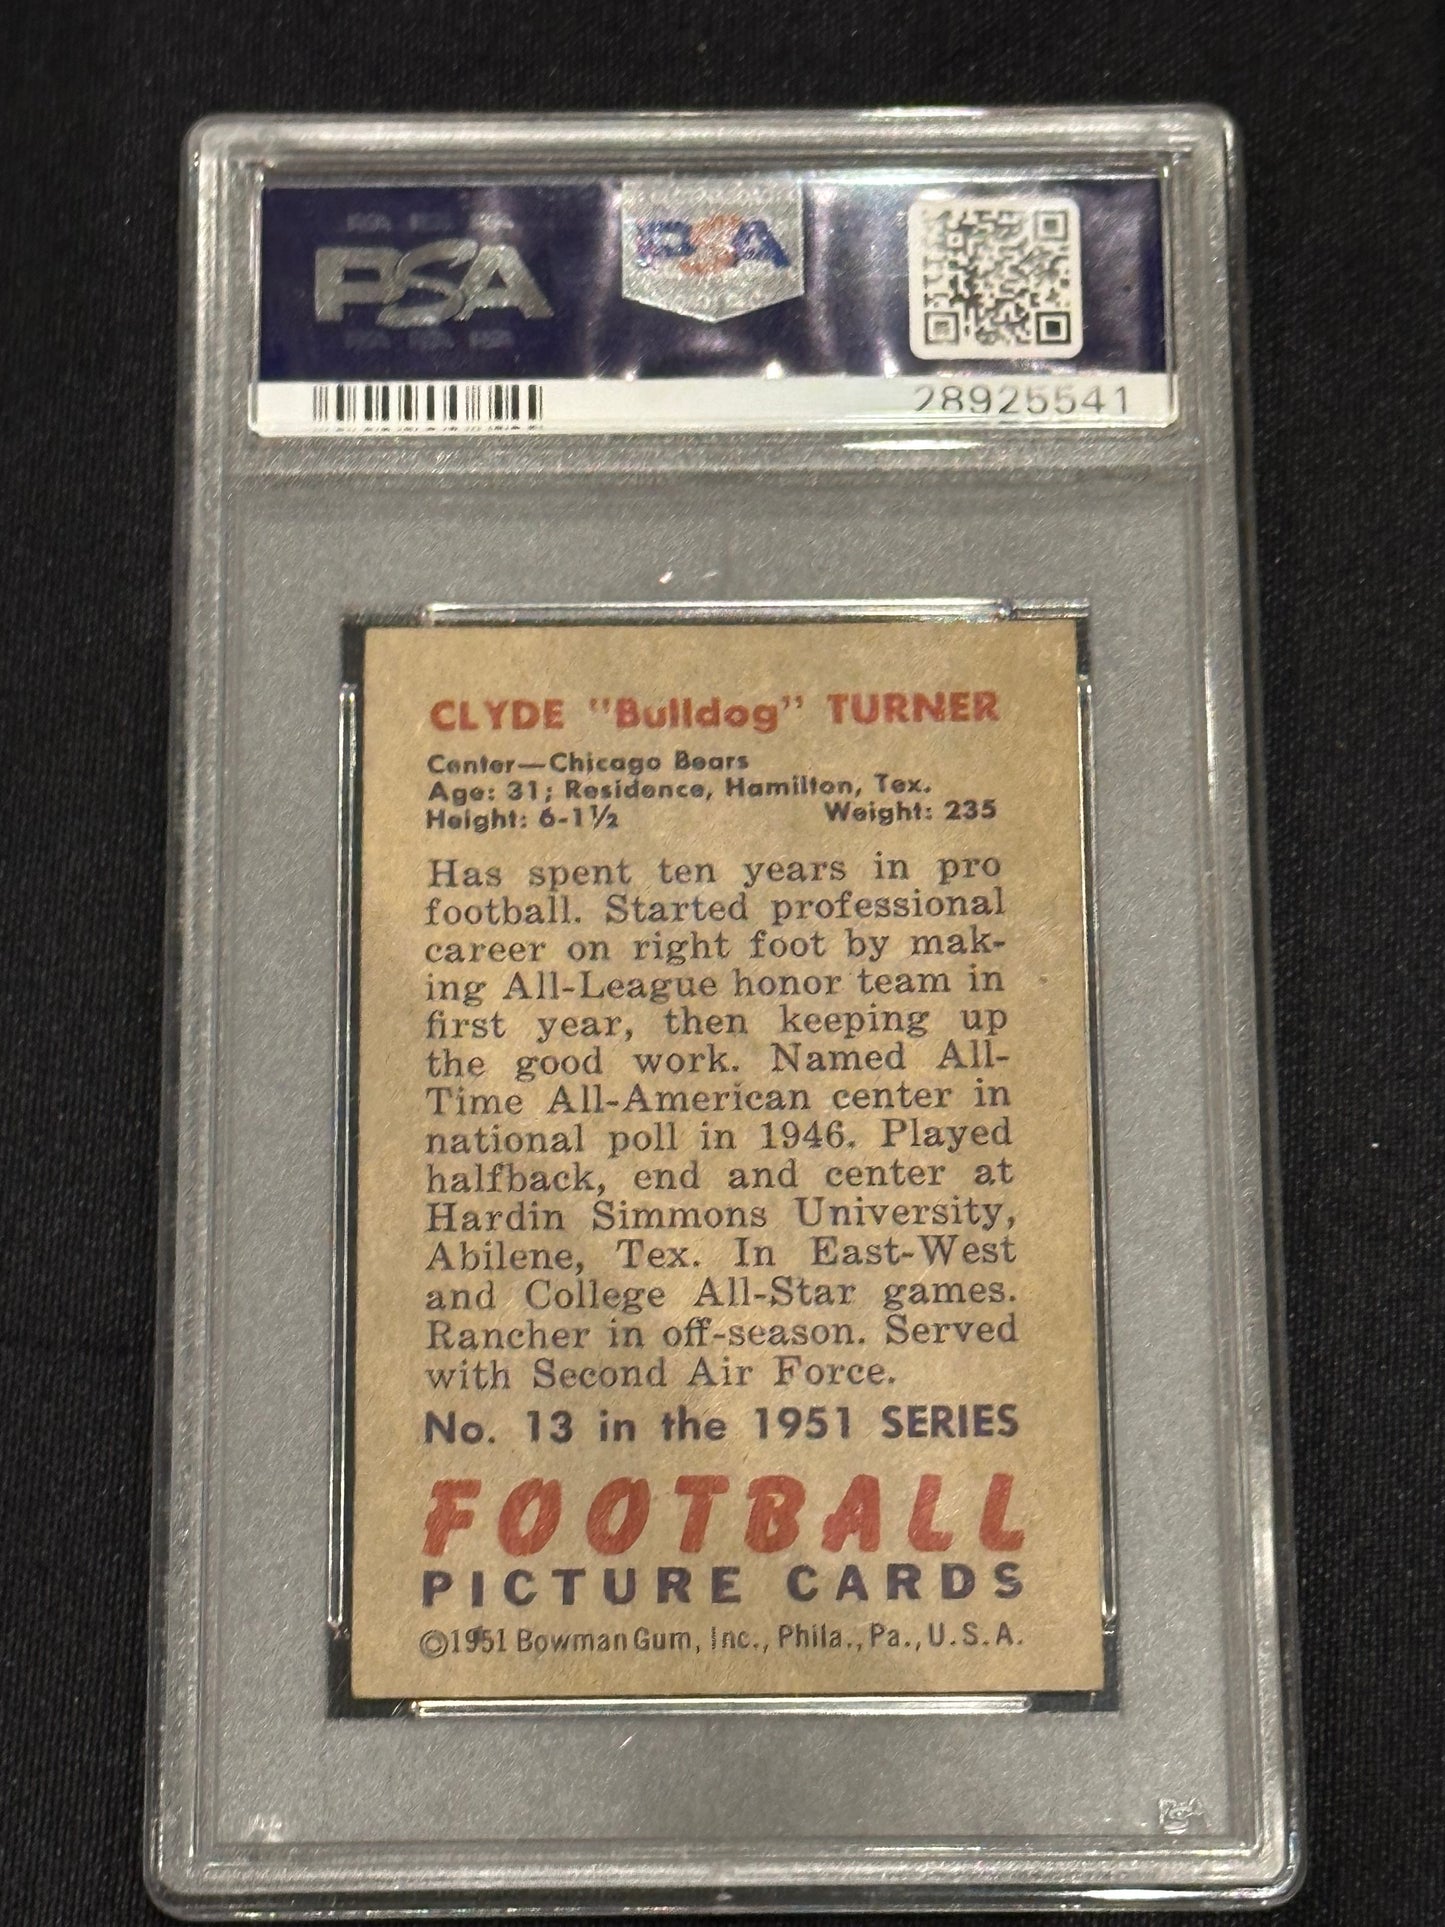 PSA
PSA
28925541
CLYDE "Bulldog" TURNER
Center—Chicago Bears
Age: 31; Residence, Hamilton, Tex.
Height: 6-1½ Weight: 235
Has spent ten years in pro
football. Started professional
career on right foot by mak-
ing All-League honor team in
first year, then keeping up
the good work. Named All-
Time All-American center in
national poll in 1946. Played
halfback, end and center at
Hardin Simmons University,
Abilene, Tex. In East-West
and College All-Star games.
Rancher in off-season. Served
with Second Air Force.
No. 13 in the 1951 SERIES
FOOTBALL
PICTURE CARDS
©1951 Bowman Gum, Inc., Phila., Pa., U.S.A.